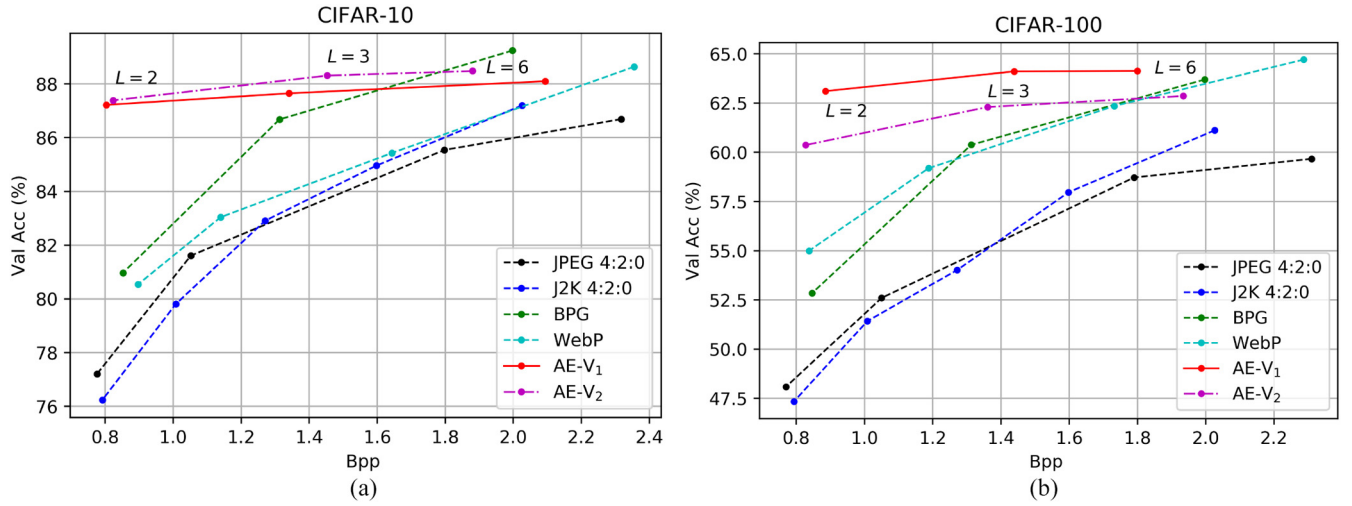 CIFAR-10
88
86
84
82
80
78
76
Val Acc (%)
L = 2
L = 3
L = 6
JPEG 4:2:0
J2K 4:2:0
BPG
WebP
AE-V1
AE-V2
0.8 1.0 1.2 1.4 1.6 1.8 2.0 2.2 2.4
Bpp
(a)
CIFAR-100
65.0
62.5
60.0
57.5
55.0
52.5
50.0
47.5
Val Acc (%)
L = 6
L = 3
L = 2
JPEG 4:2:0
J2K 4:2:0
BPG
WebP
AE-V1
AE-V2
0.8 1.0 1.2 1.4 1.6 1.8 2.0 2.2
Bpp
(b)